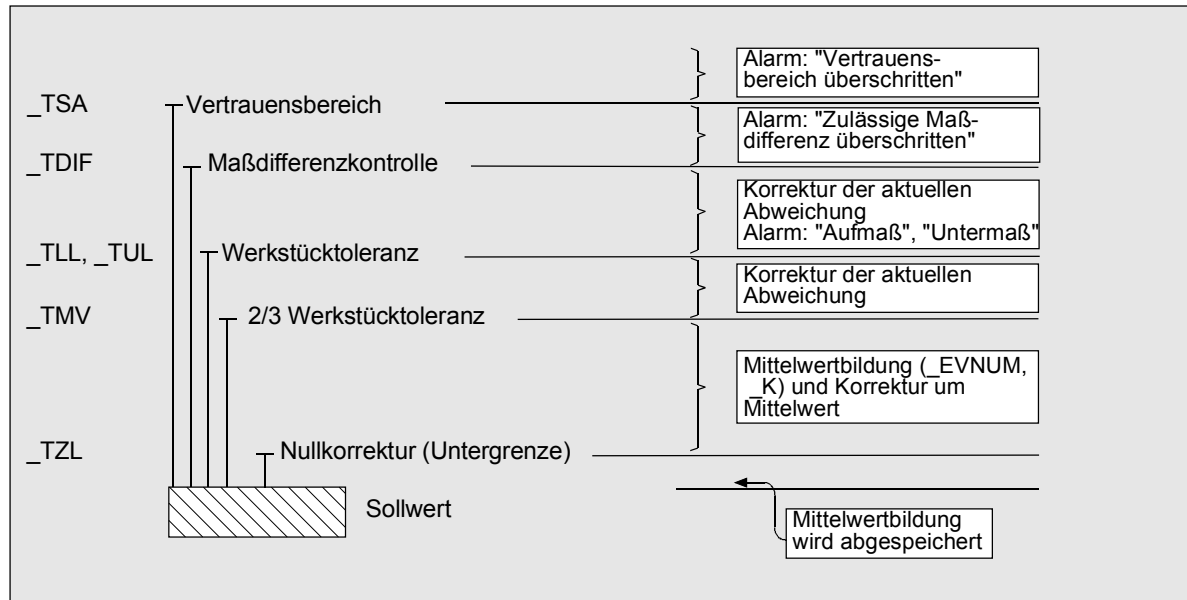 Alarm: "Vertrauens-
bereich überschritten"
_TSA
Vertrauensbereich
Alarm: "Zulässige Maß-
differenz überschritten"
_TDIF
Maßdifferenzkontrolle
Korrektur der aktuellen
Abweichung
Alarm: "Aufmaß", "Untermaß"
_TLL, _TUL
Werkstücktoleranz
Korrektur der aktuellen
Abweichung
_TMV
2/3 Werkstücktoleranz
Mittelwertbildung (_EVNUM,
_K) und Korrektur um
Mittelwert
_TZL
Nullkorrektur (Untergrenze)
Sollwert
Mittelwertbildung
wird abgespeichert